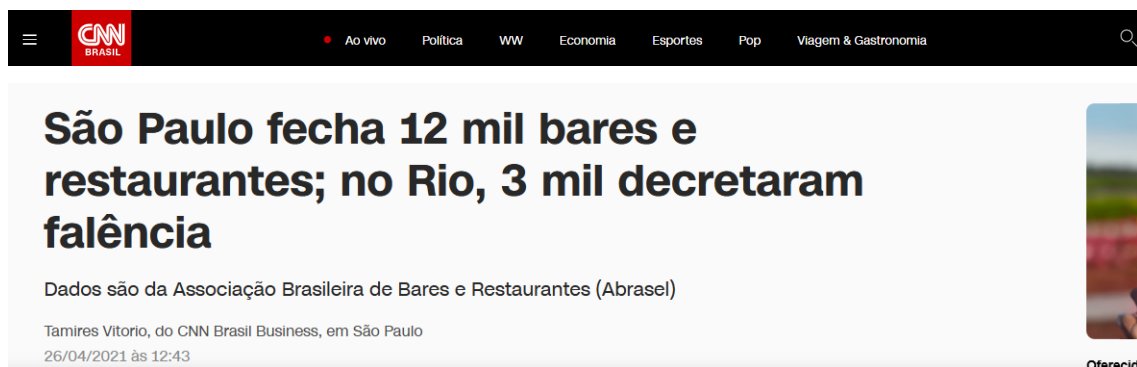 CNN
BRASIL
Ao vivo Política WW Economia Esportes Pop Viagem & Gastronomia
São Paulo fecha 12 mil bares e
restaurantes; no Rio, 3 mil decretaram
falência
Dados são da Associação Brasileira de Bares e Restaurantes (Abrasel)
Tamires Vitorio, do CNN Brasil Business, em São Paulo
26/04/2021 às 12:43